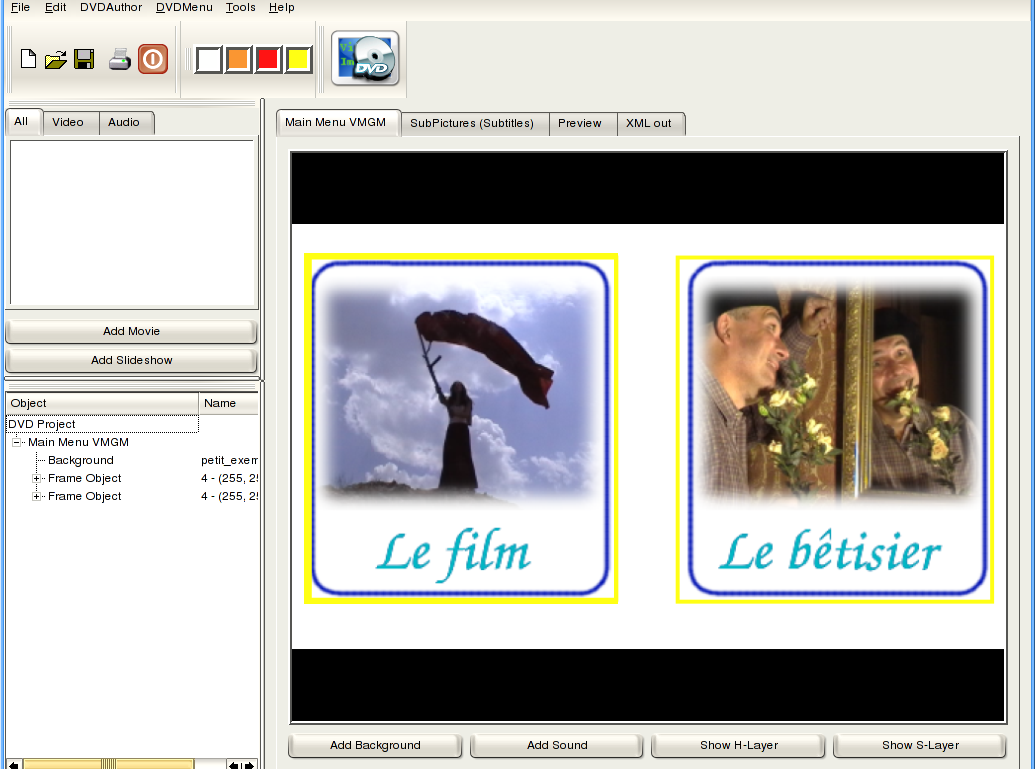 File Edit DVDAuthor DVDMenu Tools Help
DVD
All Video Audio
Main Menu VMGM SubPictures (Subtitles) Preview XML out
Add Movie
Add Slideshow
Object Name
DVD Project
Main Menu VMGM
Background petit_exem
Frame Object 4 - (255, 25
Frame Object 4 - (255, 25
Le film
Le bêtisier
Add Background Add Sound Show H-Layer Show S-Layer